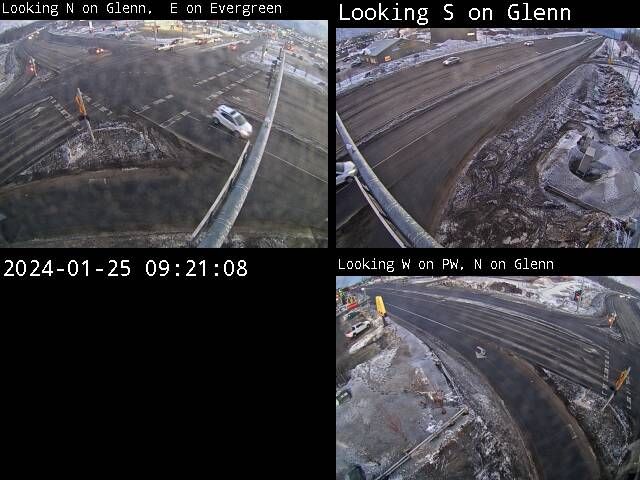 Looking N on Glenn,  E on Evergreen
Looking S on Glenn
2024-01-25 09:21:08
Looking W on PW, N on Glenn